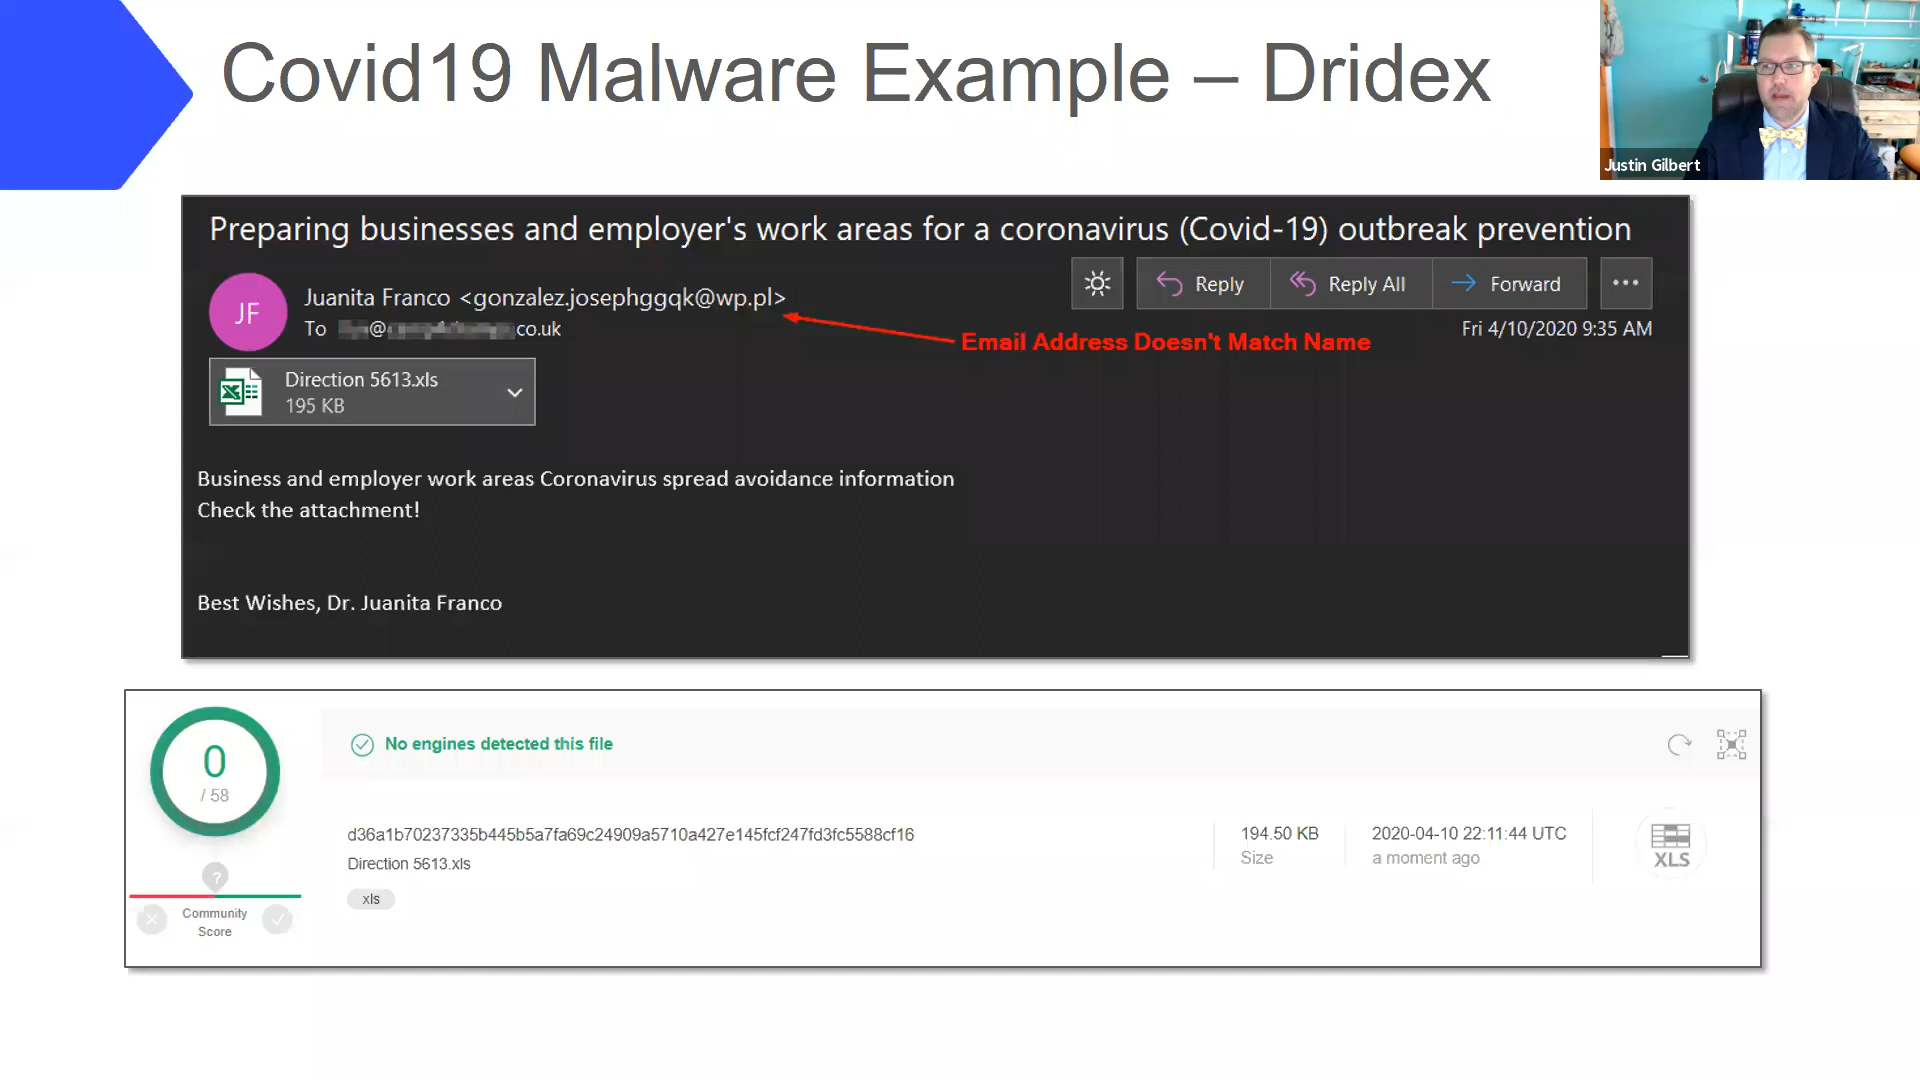 Covid19 Malware Example – Dridex
Justin Gilbert
Preparing businesses and employer's work areas for a coronavirus (Covid-19) outbreak prevention
JF
Juanita Franco <gonzalez.josephggqk@wp.pl>
Reply
Reply All
Forward
To @ co.uk
Email Address Doesn't Match Name
Fri 4/10/2020 9:35 AM
Direction 5613.xls
195 KB
Business and employer work areas Coronavirus spread avoidance information
Check the attachment!
Best Wishes, Dr. Juanita Franco
0
/ 58
No engines detected this file
d36a1b70237335b445b5a7fa69c24909a5710a427e145fcf247fd3fc5588cf16
Direction 5613.xls
xls
194.50 KB
Size
2020-04-10 22:11:44 UTC
a moment ago
XLS
?
Community
Score